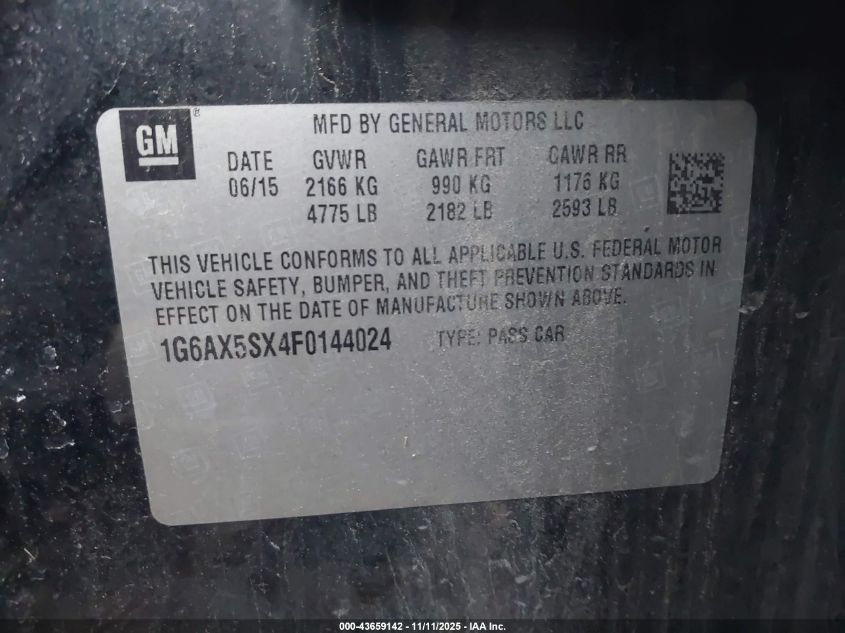 GM®
MFD BY GENERAL MOTORS LLC
DATE GVWR GAWR FRT GAWR RR
06/15 2166 KG 990 KG 1176 KG
4775 LB 2182 LB 2593 LB
THIS VEHICLE CONFORMS TO ALL APPLICABLE U.S. FEDERAL MOTOR
VEHICLE SAFETY, BUMPER, AND THEFT PREVENTION STANDARDS IN
EFFECT ON THE DATE OF MANUFACTURE SHOWN ABOVE.
1G6AX5SX4F0144024 TYPE: PASS CAR
000-43659142 - 11/11/2025 - IAA Inc.